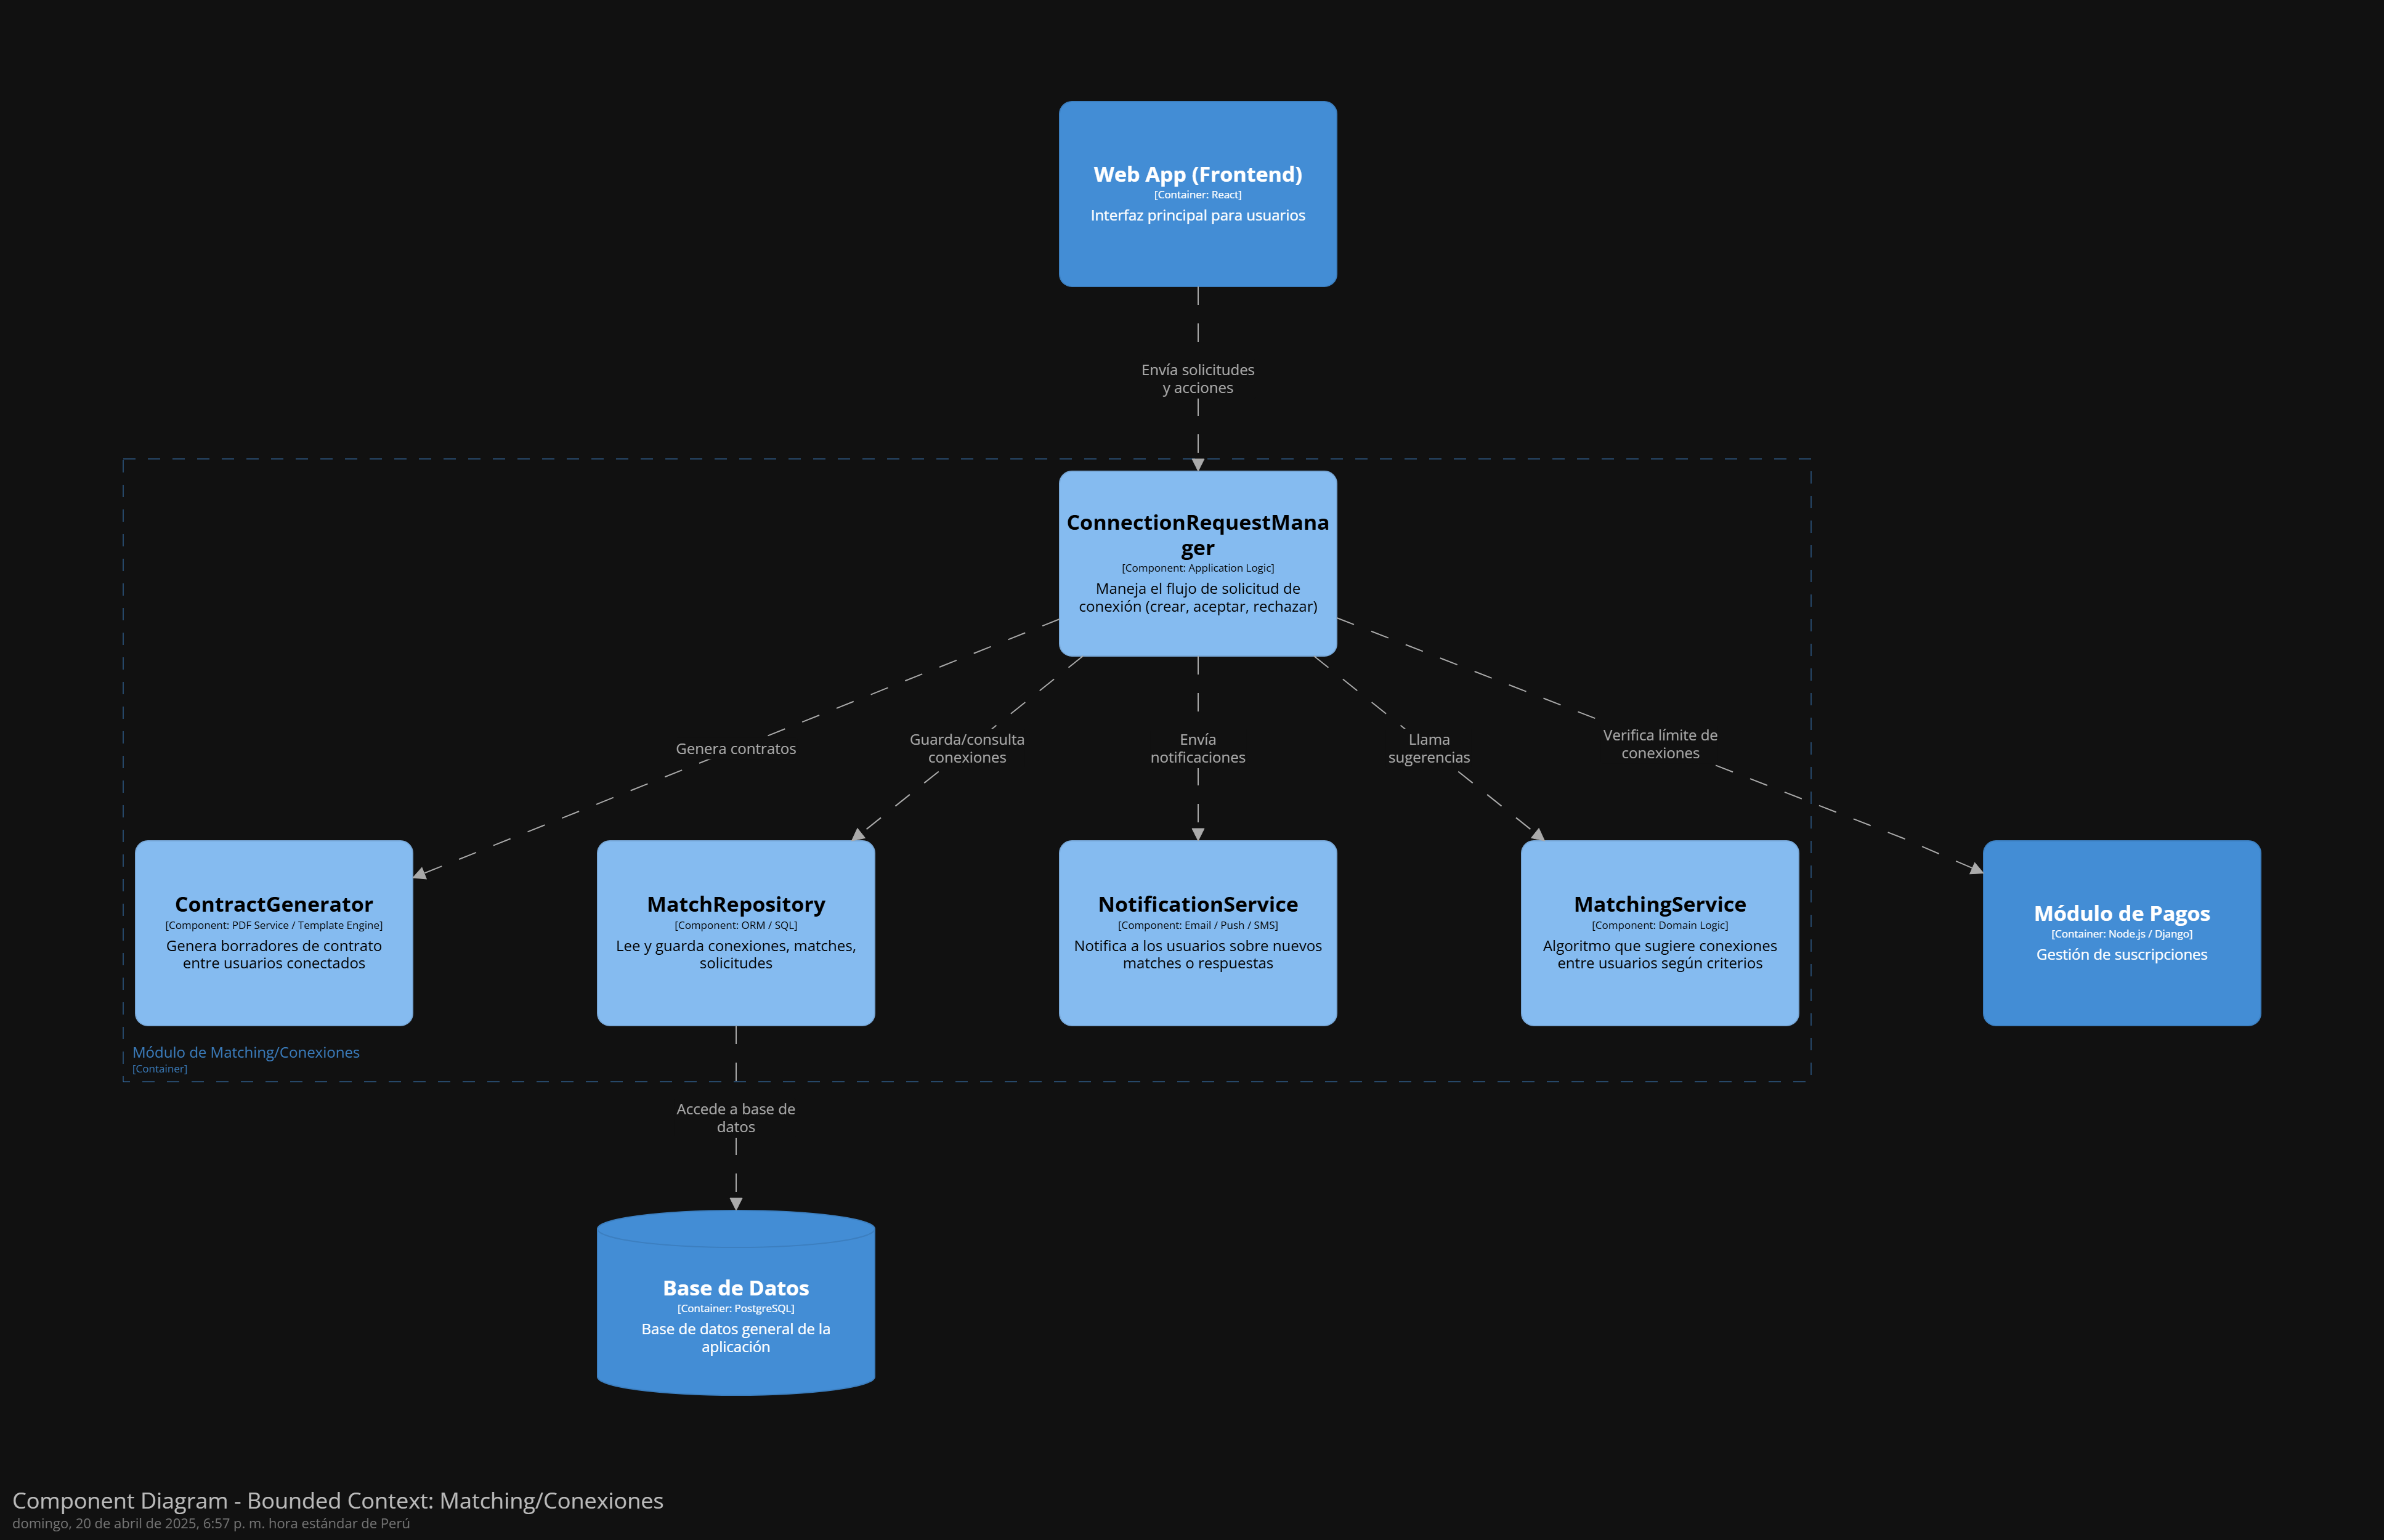 Web App (Frontend)
[Container: React]
Interfaz principal para usuarios
Envía solicitudes
y acciones
ConnectionRequestMana
ger
[Component: Application Logic]
Maneja el flujo de solicitud de
conexión (crear, aceptar, rechazar)
Genera contratos
Guarda/consulta
conexiones
Envía
notificaciones
Llama
sugerencias
Verifica límite de
conexiones
ContractGenerator
[Component: PDF Service / Template Engine]
Genera borradores de contrato
entre usuarios conectados
MatchRepository
[Component: ORM / SQL]
Lee y guarda conexiones, matches,
solicitudes
NotificationService
[Component: Email / Push / SMS]
Notifica a los usuarios sobre nuevos
matches o respuestas
MatchingService
[Component: Domain Logic]
Algoritmo que sugiere conexiones
entre usuarios según criterios
Módulo de Pagos
[Container: Node.js / Django]
Gestión de suscripciones
Módulo de Matching/Conexiones
[Container]
Accede a base de
datos
Base de Datos
[Container: PostgreSQL]
Base de datos general de la
aplicación
Component Diagram - Bounded Context: Matching/Conexiones
domingo, 20 de abril de 2025, 6:57 p. m. hora estándar de Perú